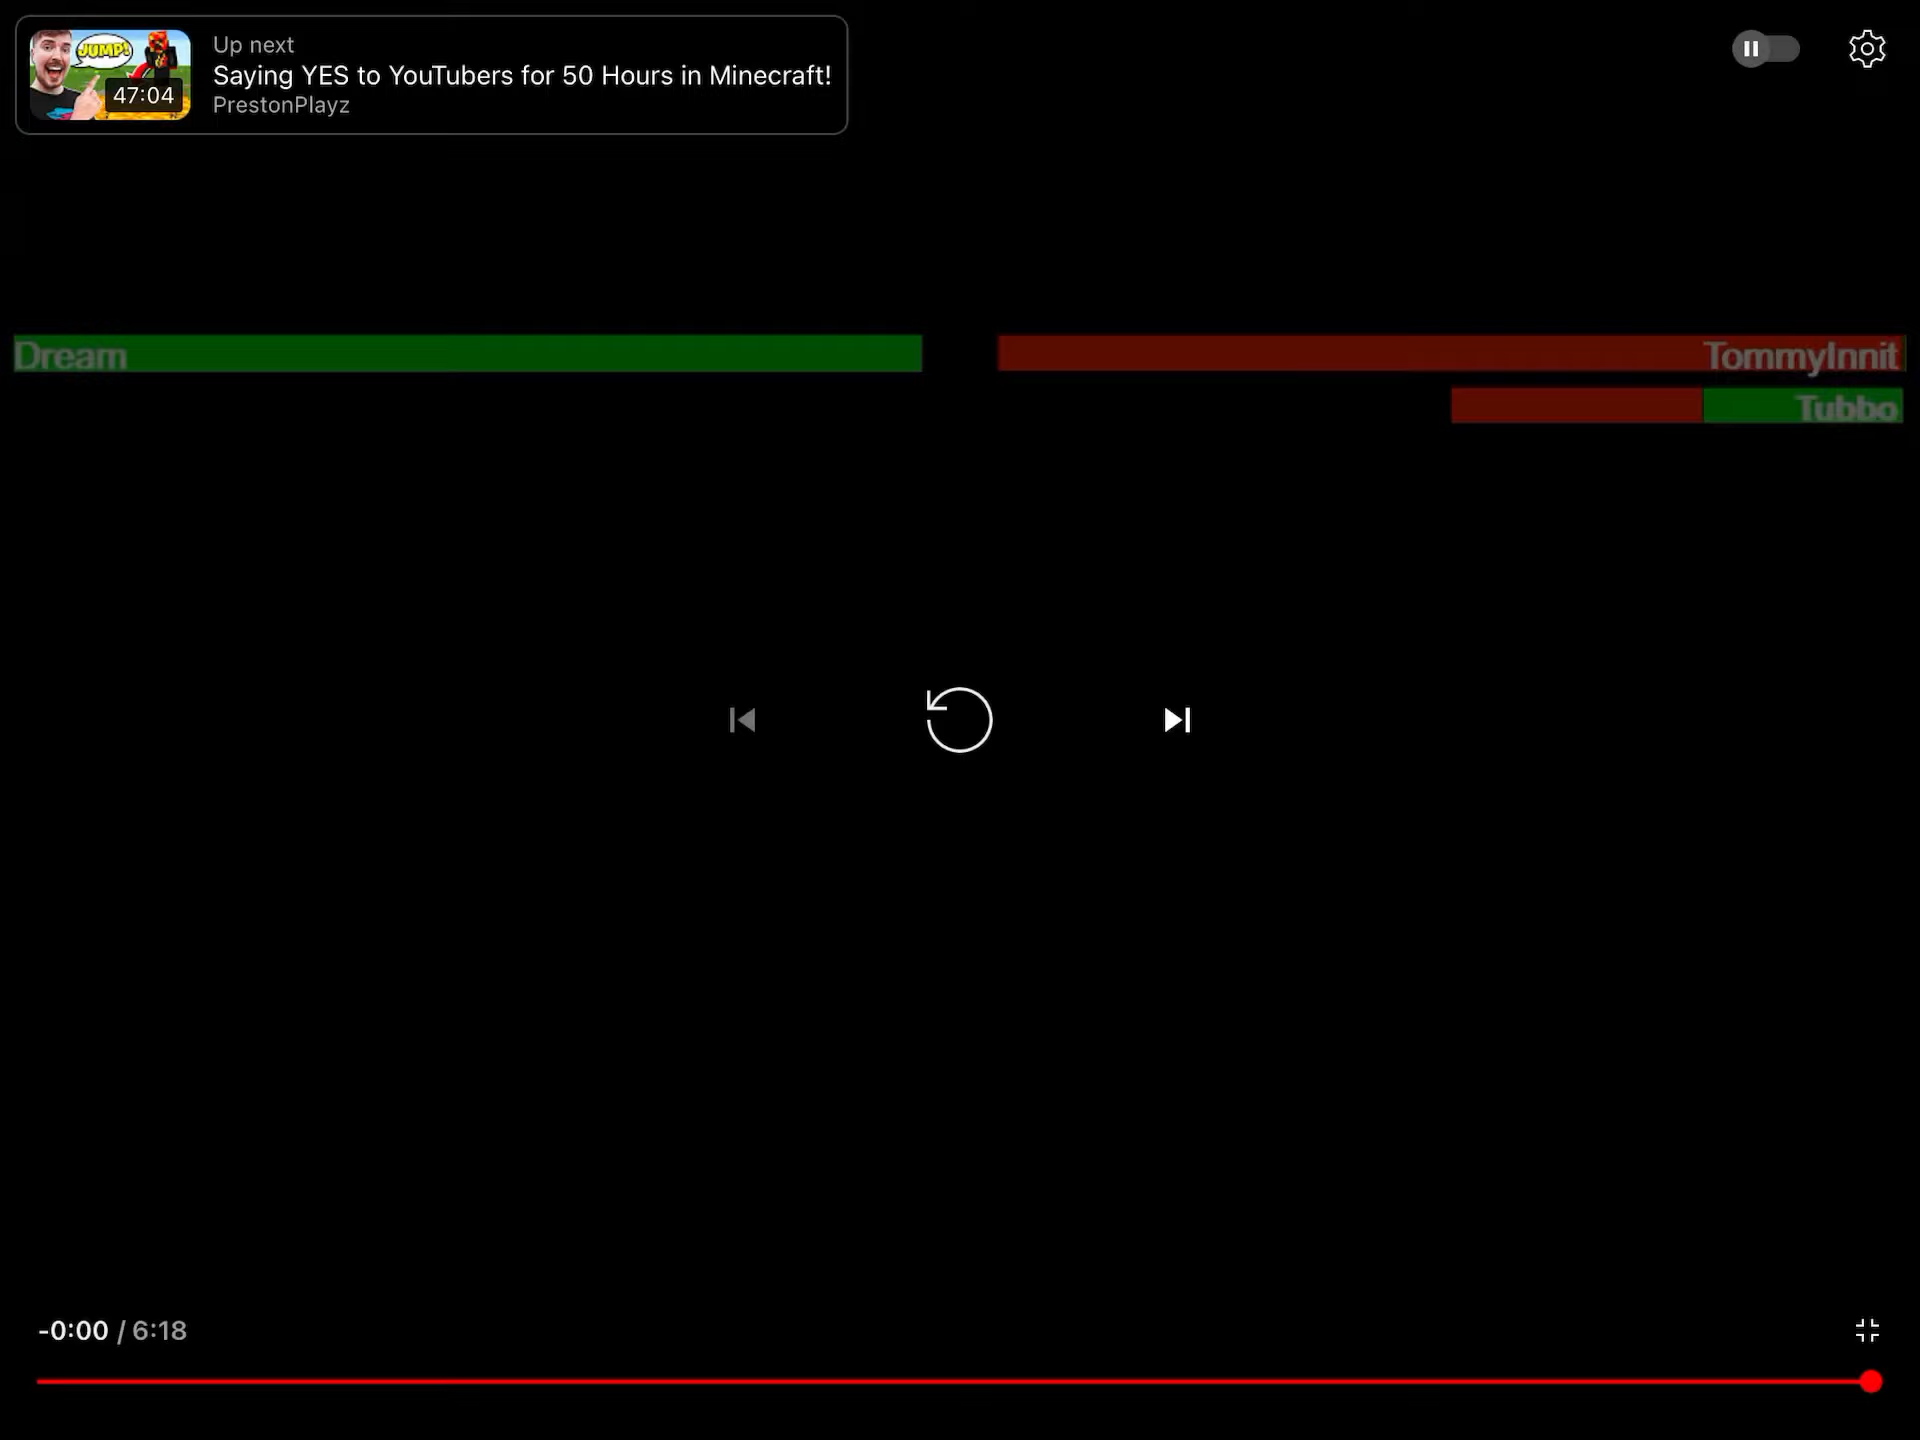 Up next
Saying YES to YouTubers for 50 Hours in Minecraft!
PrestonPlayz
JUMP!
47:04
Dream
TommyInnit
Tubbo
-0:00 / 6:18